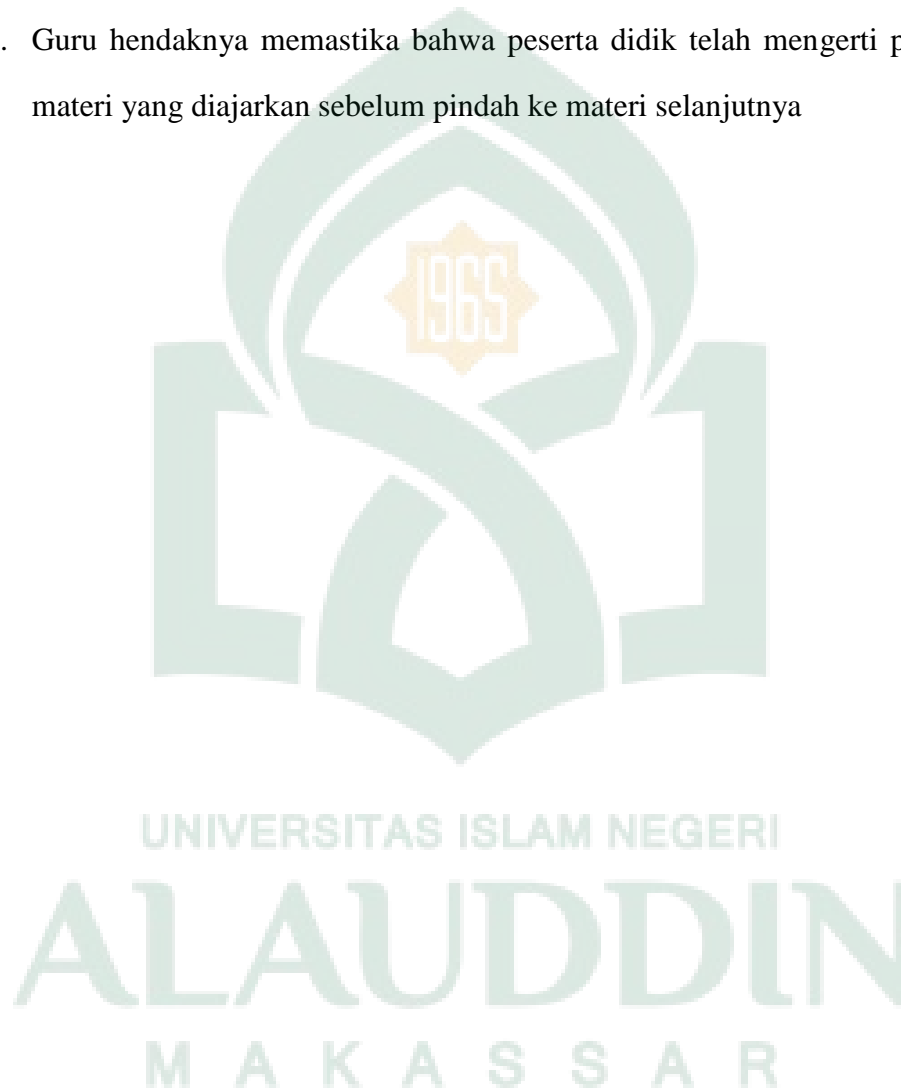 . Guru hendaknya memastika bahwa peserta didik telah mengerti p
materi yang diajarkan sebelum pindah ke materi selanjutnya
1965
UNIVERSITAS ISLAM NEGERI
ALAUDDIN
MAKASSAR